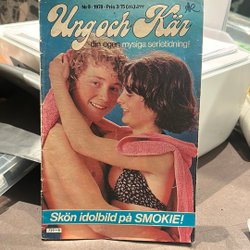 Nr 8 · 1978 · Pris 3:75
Ung och Kär
din egen, mysiga serietidning!
Skön idolbild på SMOKIE!